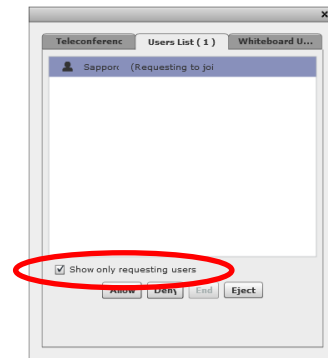 x
Teleconferenc Users List ( 1 ) Whiteboard U...
Sapporo (Requesting to joi
Show only requesting users
Allow Deny End Eject